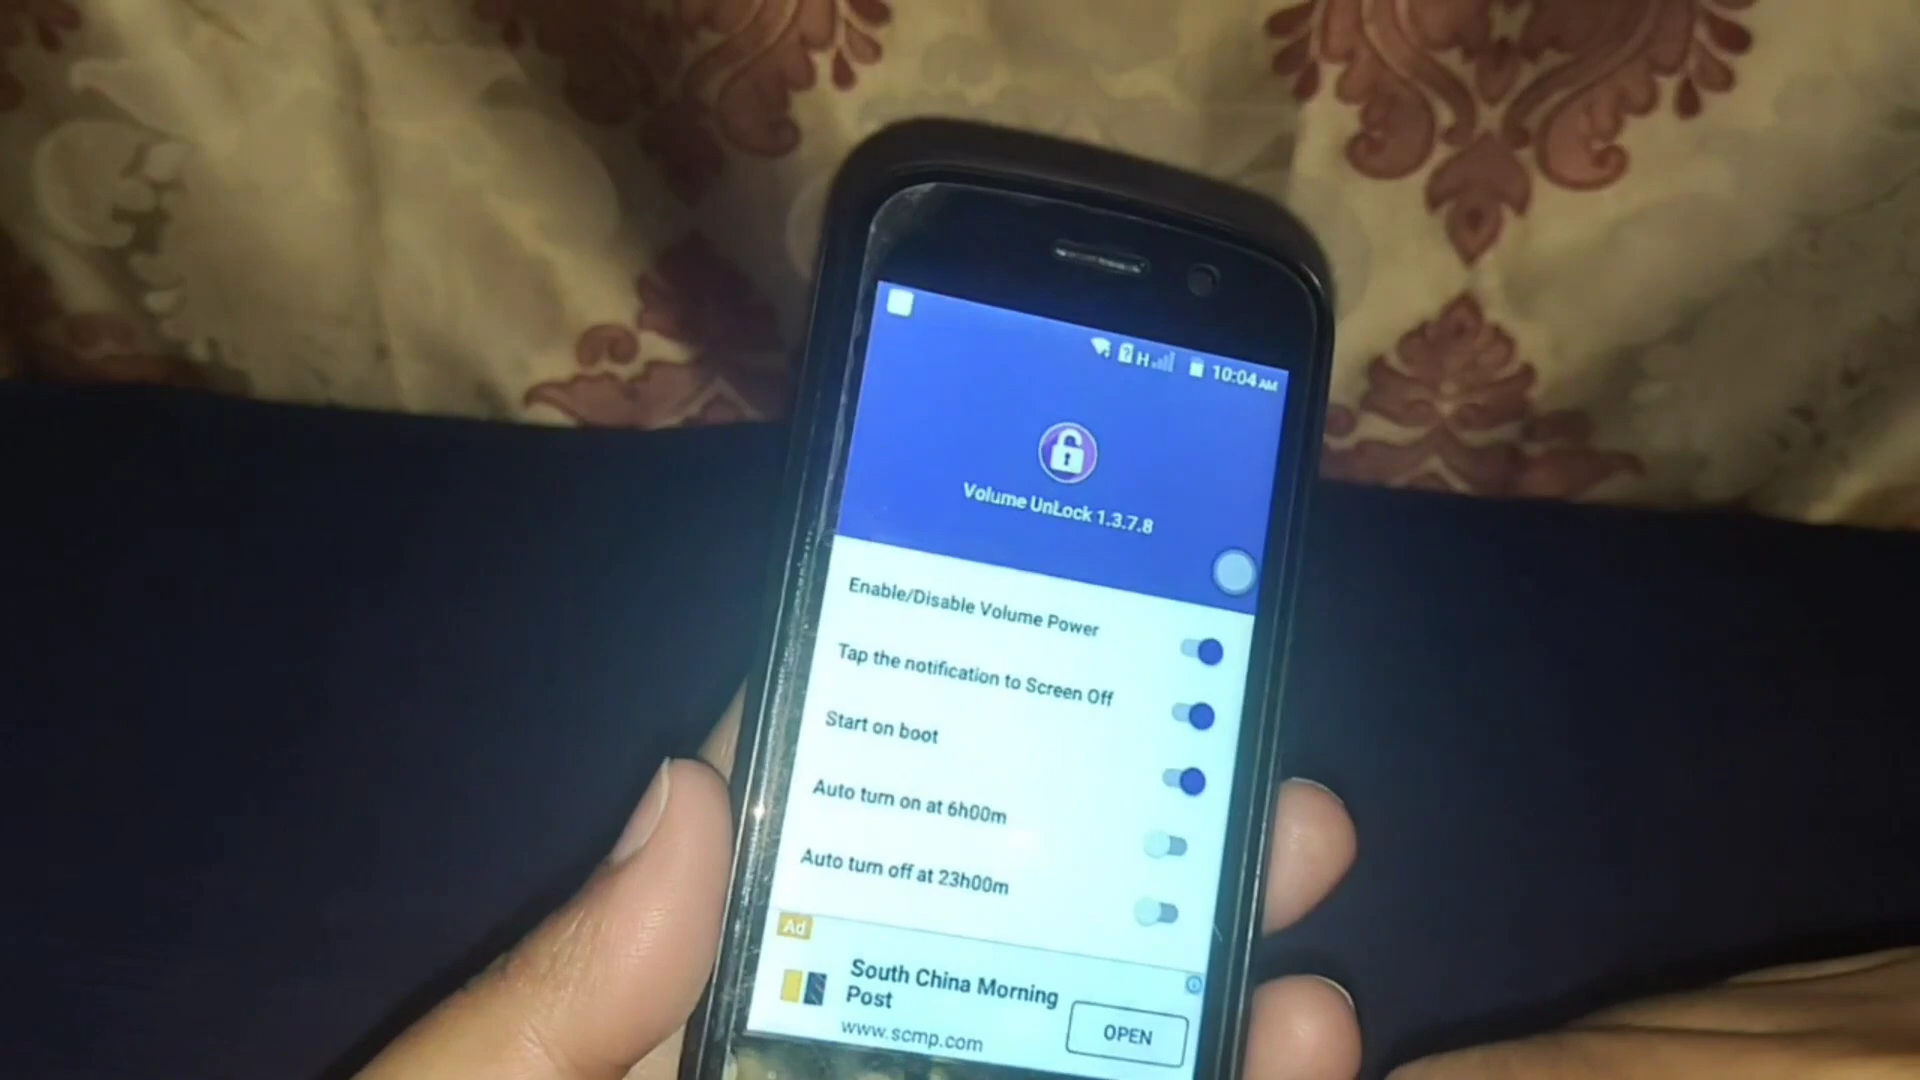 H 10:04 AM
Volume UnLock 1.3.7.8
Enable/Disable Volume Power
Tap the notification to Screen Off
Start on boot
Auto turn on at 6h00m
Auto turn off at 23h00m
Ad
South China Morning
Post
www.scmp.com
OPEN